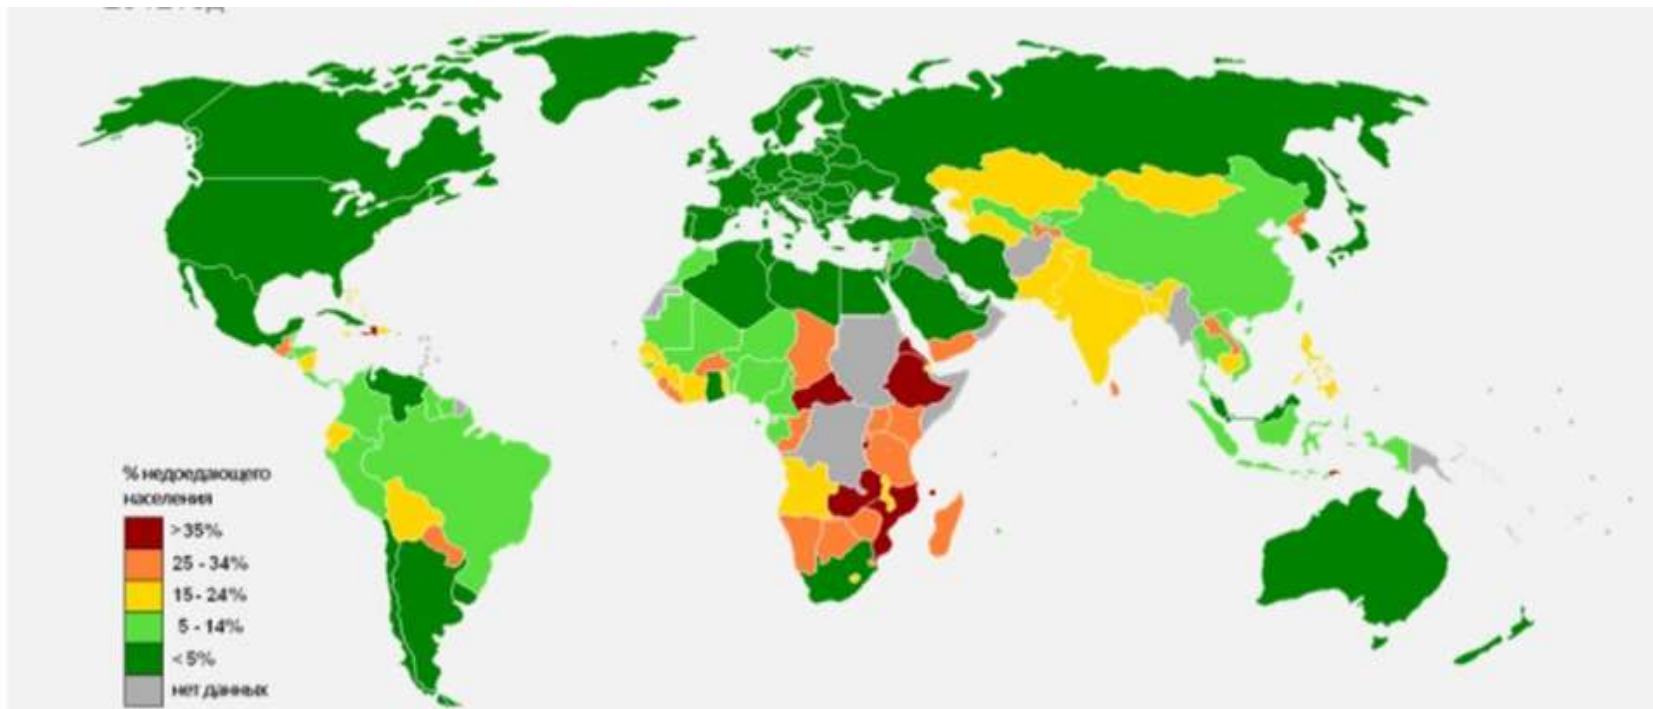 % недоедающего
населения
>35%
25 - 34%
15- 24%
5 - 14%
< 5%
нет данных